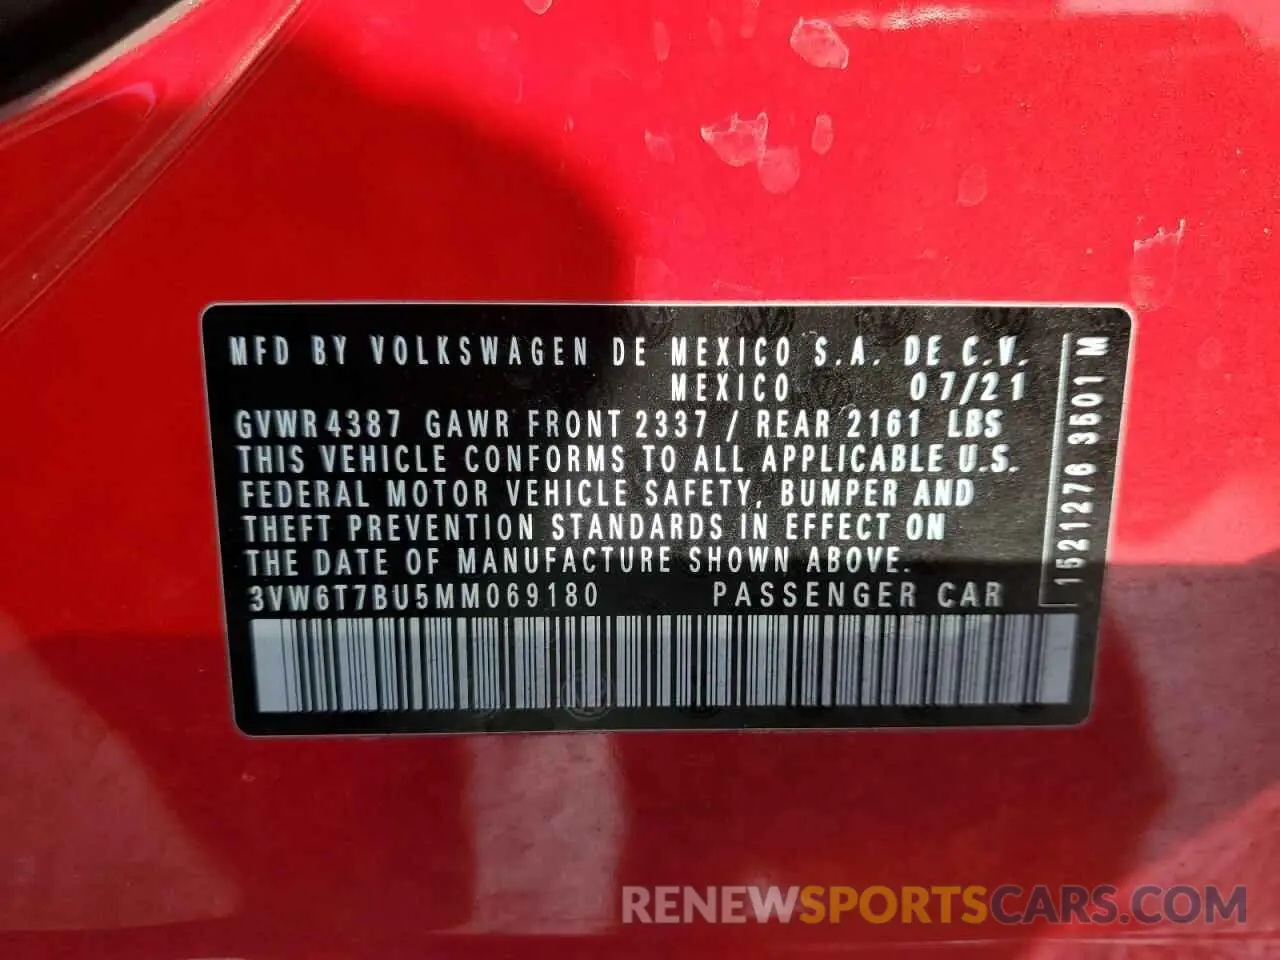 MFD BY VOLKSWAGEN DE MEXICO S.A. DE C.V.
MEXICO 07/21
GVWR 4387 GAWR FRONT 2337 / REAR 2161 LBS
THIS VEHICLE CONFORMS TO ALL APPLICABLE U.S.
FEDERAL MOTOR VEHICLE SAFETY, BUMPER AND
THEFT PREVENTION STANDARDS IN EFFECT ON
THE DATE OF MANUFACTURE SHOWN ABOVE.
3VW6T7BU5MM069180 PASSENGER CAR
1521276 3601 M
RENEWSPORTSCARS.COM